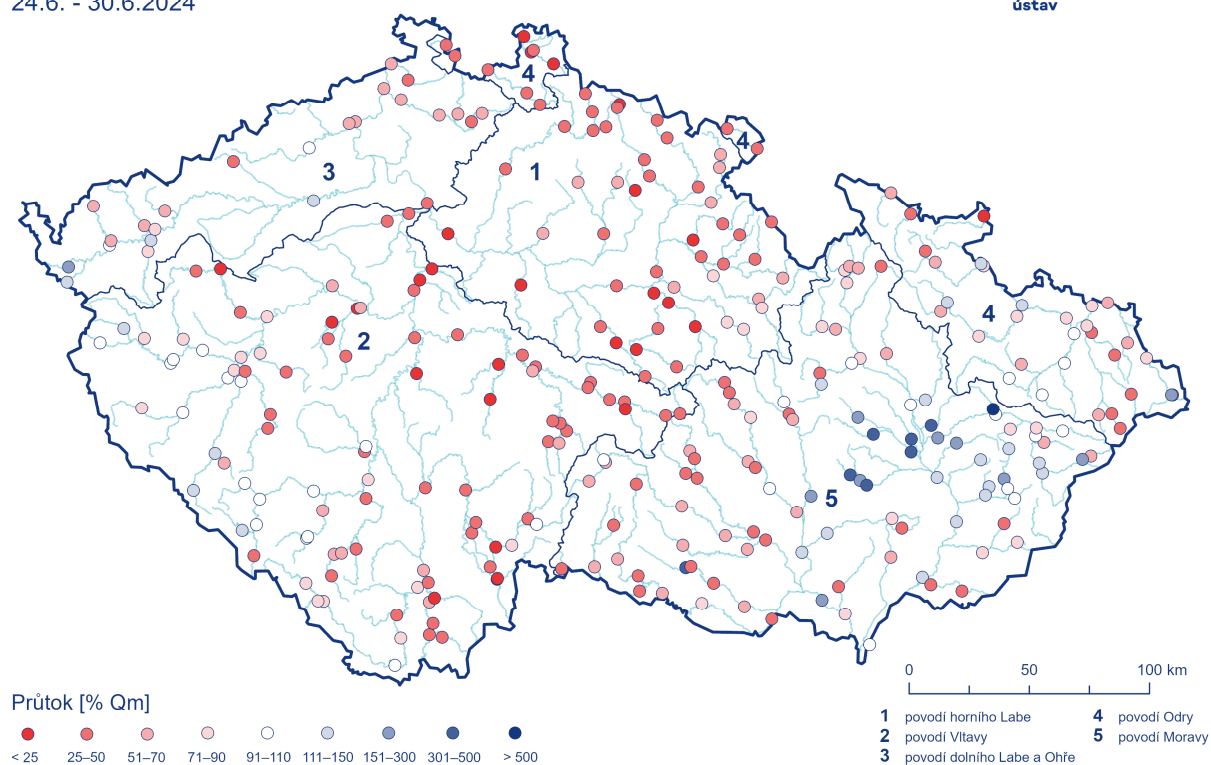 24.6. - 30.6.2024
ústav
4
4
3
1
4
2
5
0 50 100 km
Průtok [% Qm]
< 25 25–50 51–70 71–90 91–110 111–150 151–300 301–500 > 500
1 povodí horního Labe
2 povodí Vltavy
3 povodí dolního Labe a Ohře
4 povodí Odry
5 povodí Moravy